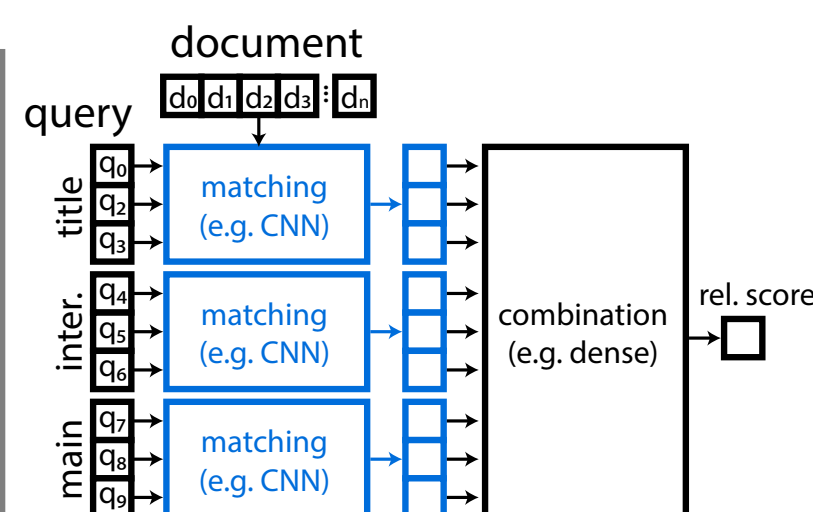 document
d0 d1 d2 d3 ⋮ dn
query
title
q0
q2
q3
matching
(e.g. CNN)
inter.
q4
q5
q6
matching
(e.g. CNN)
main
q7
q8
q9
matching
(e.g. CNN)
combination
(e.g. dense)
rel. score